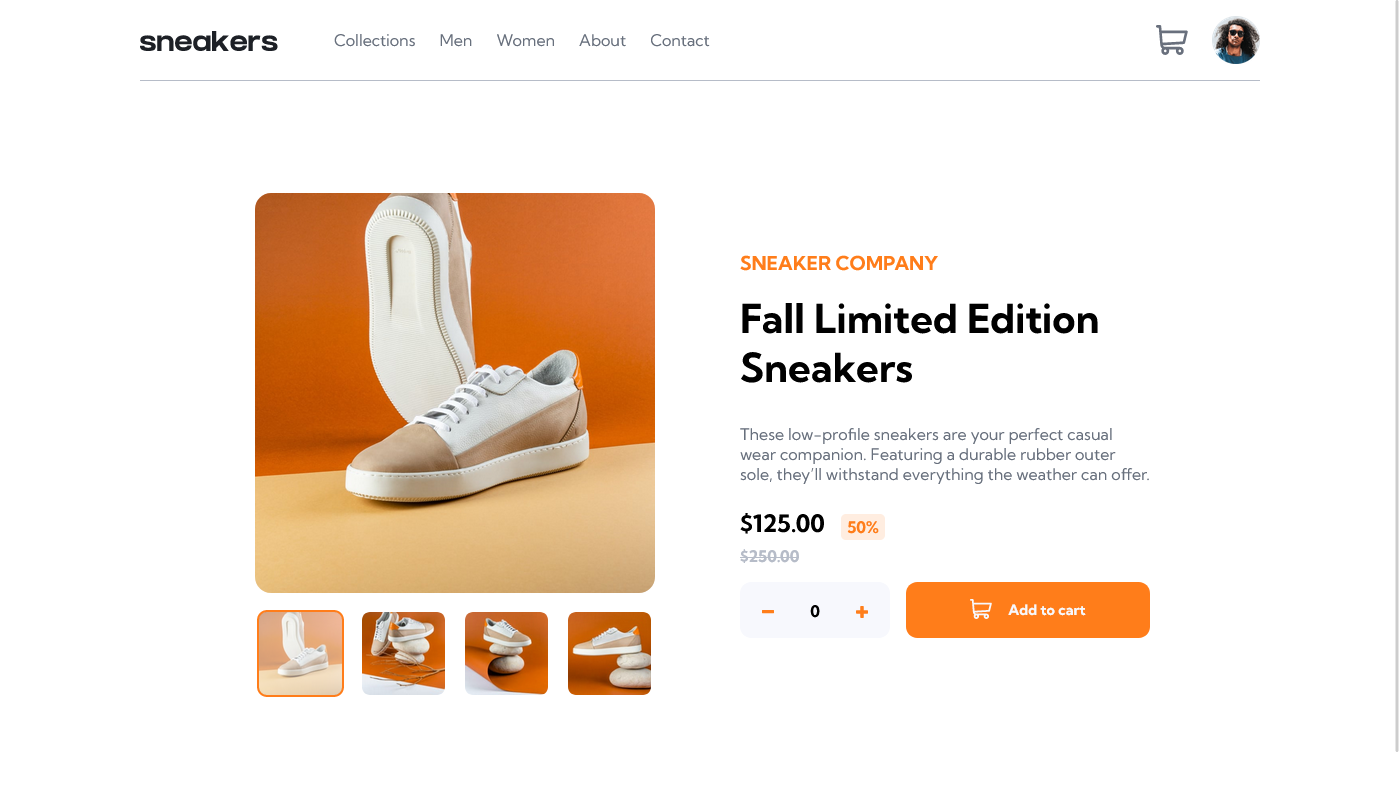 sneakers
Collections Men Women About Contact
SNEAKER COMPANY
Fall Limited Edition
Sneakers
These low-profile sneakers are your perfect casual
wear companion. Featuring a durable rubber outer
sole, they’ll withstand everything the weather can offer.
$125.00 50%
$250.00
0 Add to cart